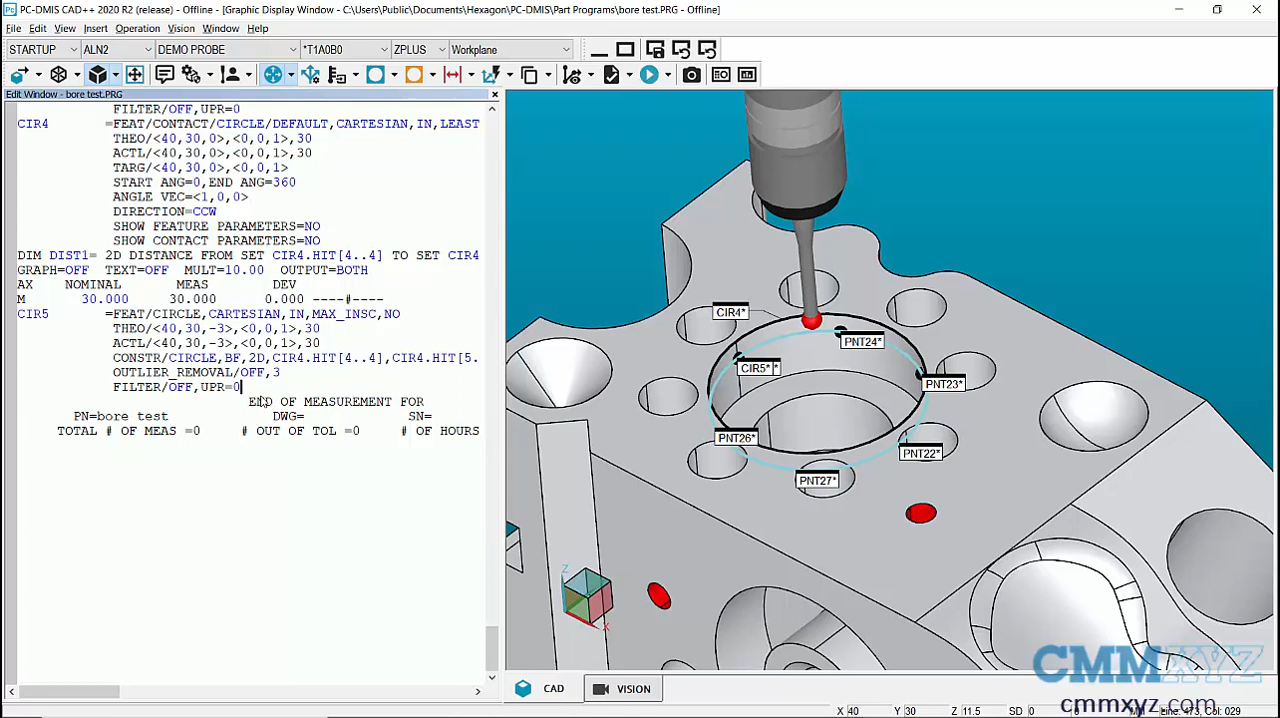 PC-DMIS CAD++ 2020 R2 (release) - Offline - [Graphic Display Window - C:\Users\Public\Documents\Hexagon\PC-DMIS\Part Programs\bore test.PRG - Offline]
File Edit View Insert Operation Vision Window Help
STARTUP ALN2 DEMO PROBE *T1A0B0 ZPLUS Workplane
Edit Window - bore test.PRG
FILTER/OFF,UPR=0
CIR4 =FEAT/CONTACT/CIRCLE/DEFAULT,CARTESIAN,IN,LEAST
THEO/<40,30,0>,<0,0,1>,30
ACTL/<40,30,0>,<0,0,1>,30
TARG/<40,30,0>,<0,0,1>
START ANG=0,END ANG=360
ANGLE VEC=<1,0,0>
DIRECTION=CCW
SHOW FEATURE PARAMETERS=NO
SHOW CONTACT PARAMETERS=NO
DIM DIST1= 2D DISTANCE FROM SET CIR4.HIT[4..4] TO SET CIR4
GRAPH=OFF TEXT=OFF MULT=10.00 OUTPUT=BOTH
AX NOMINAL MEAS DEV
M 30.000 30.000 0.000 ----#----
CIR5 =FEAT/CIRCLE,CARTESIAN,IN,MAX_INSC,NO
THEO/<40,30,-3>,<0,0,1>,30
ACTL/<40,30,-3>,<0,0,1>,30
CONSTR/CIRCLE,BF,2D,CIR4.HIT[4..4],CIR4.HIT[5.
OUTLIER_REMOVAL/OFF,3
FILTER/OFF,UPR=0
END OF MEASUREMENT FOR
PN=bore test DWG= SN=
TOTAL # OF MEAS =0 # OUT OF TOL =0 # OF HOURS
CIR4*
PNT24*
CIR5*
PNT23*
PNT26*
PNT22*
PNT27*
Z
X
CAD VISION
CMMXYZ
cmmxyz.com
X 40 Y 30 Z 11.5 SD 0
Col: 029